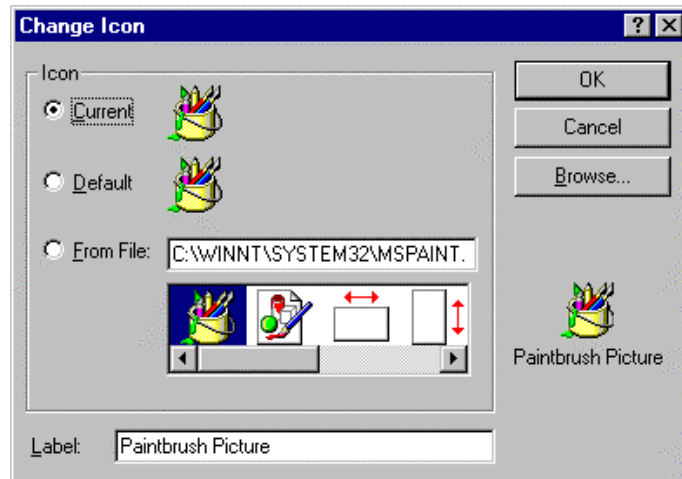 Change Icon
Icon
Current
OK
Cancel
Default
Browse...
From File: C:\WINNT\SYSTEM32\MSPAINT.
Paintbrush Picture
Label: Paintbrush Picture